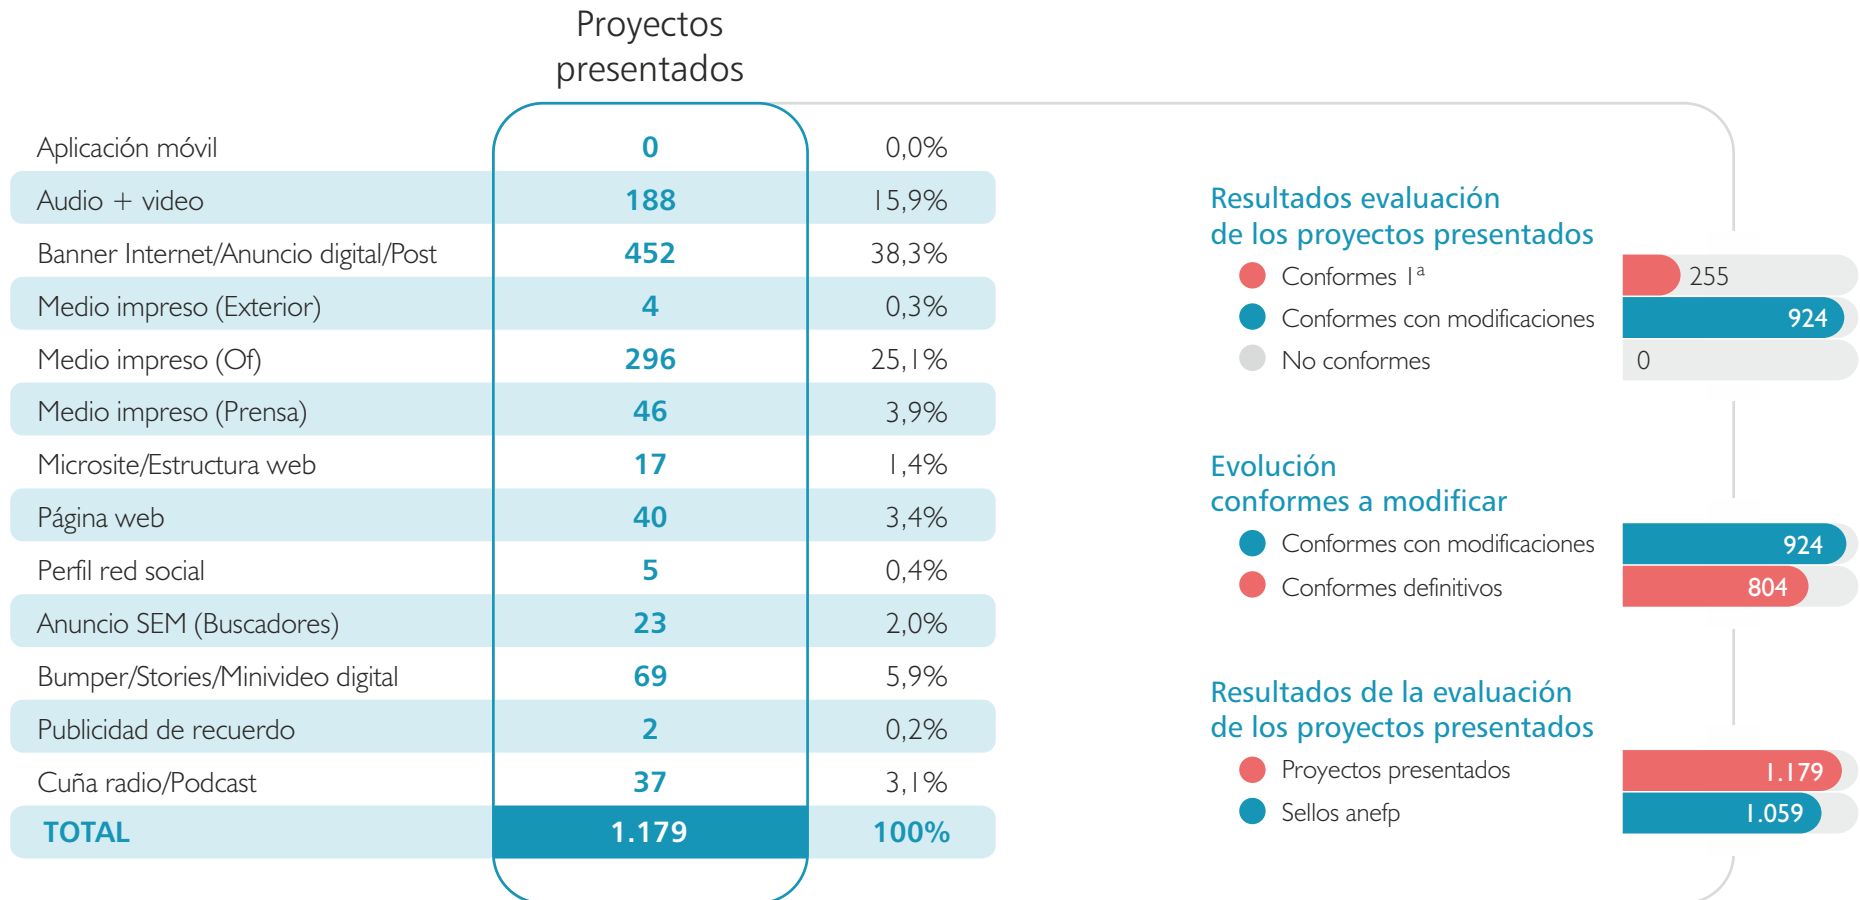 Proyectos
presentados
Aplicación móvil 0 0,0%
Audio + video 188 15,9%
Banner Internet/Anuncio digital/Post 452 38,3%
Medio impreso (Exterior) 4 0,3%
Medio impreso (Of) 296 25,1%
Medio impreso (Prensa) 46 3,9%
Microsite/Estructura web 17 1,4%
Página web 40 3,4%
Perfil red social 5 0,4%
Anuncio SEM (Buscadores) 23 2,0%
Bumper/Stories/Minivideo digital 69 5,9%
Publicidad de recuerdo 2 0,2%
Cuña radio/Podcast 37 3,1%
TOTAL 1.179 100%
Resultados evaluación
de los proyectos presentados
Conformes 1ª 255
Conformes con modificaciones 924
No conformes 0
Evolución
conformes a modificar
Conformes con modificaciones 924
Conformes definitivos 804
Resultados de la evaluación
de los proyectos presentados
Proyectos presentados 1.179
Sellos anefp 1.059